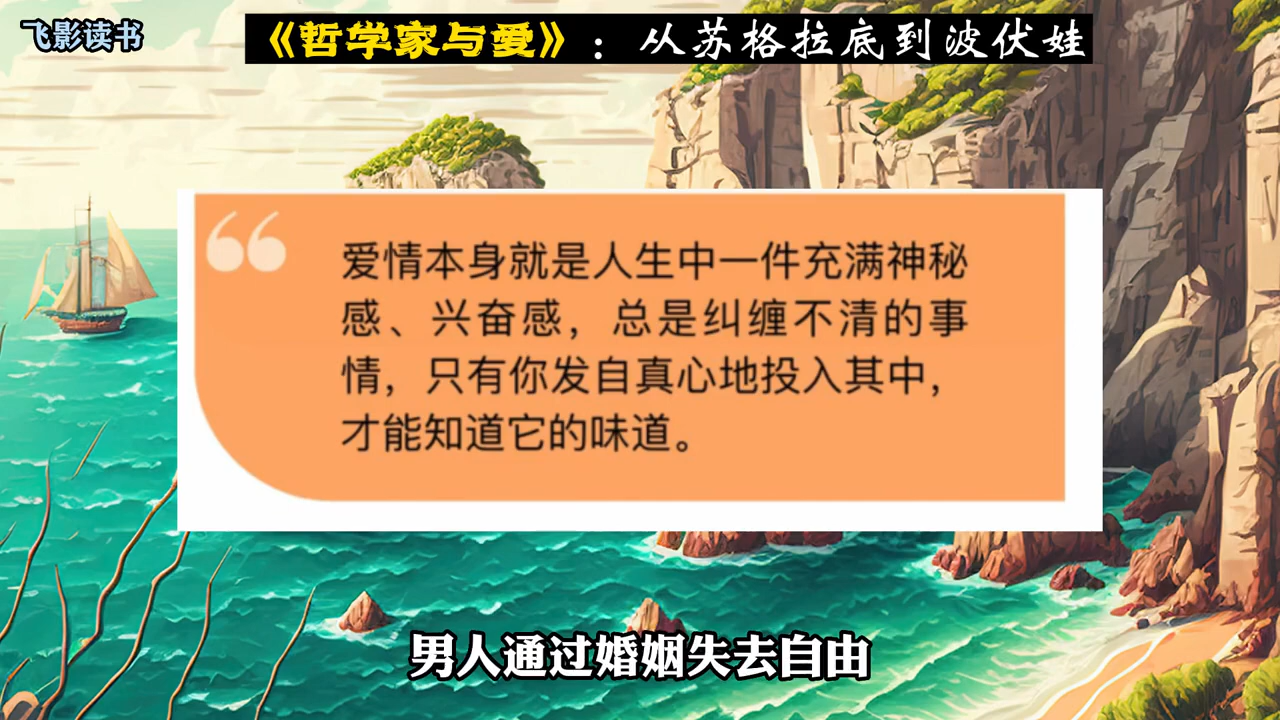 飞影读书
《哲学家与爱》：从苏格拉底到波伏娃
爱情本身就是人生中一件充满神秘
感、兴奋感，总是纠缠不清的事
情，只有你发自真心地投入其中，
才能知道它的味道。
男人通过婚姻失去自由